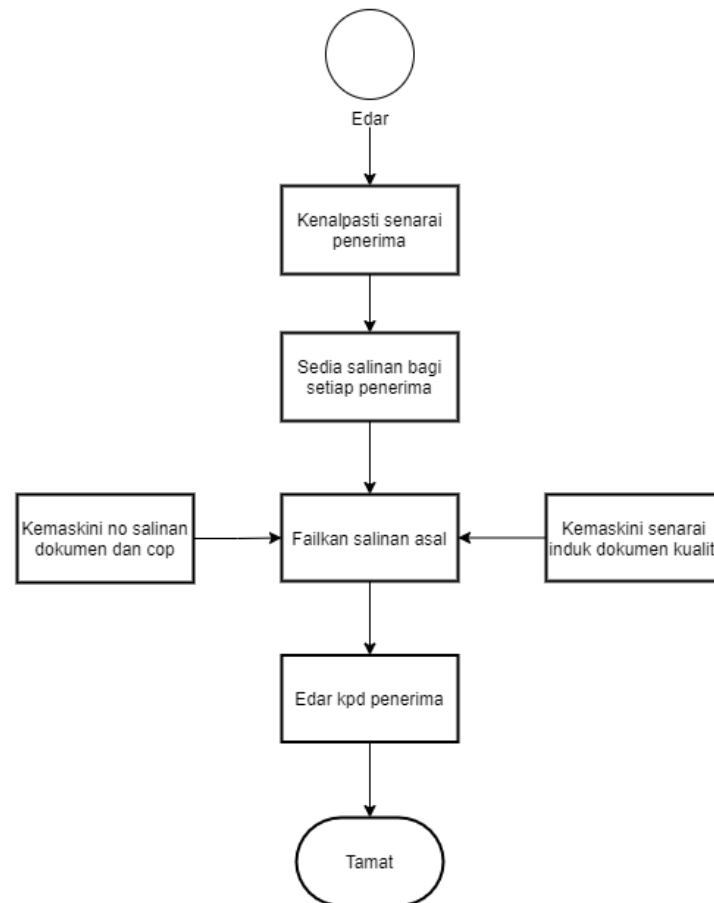 Edar
Kenalpasti senarai
penerima
Sedia salinan bagi
setiap penerima
Kemaskini no salinan
dokumen dan cop
Failkan salinan asal
Kemaskini senarai
induk dokumen kualit
Edar kpd penerima
Tamat